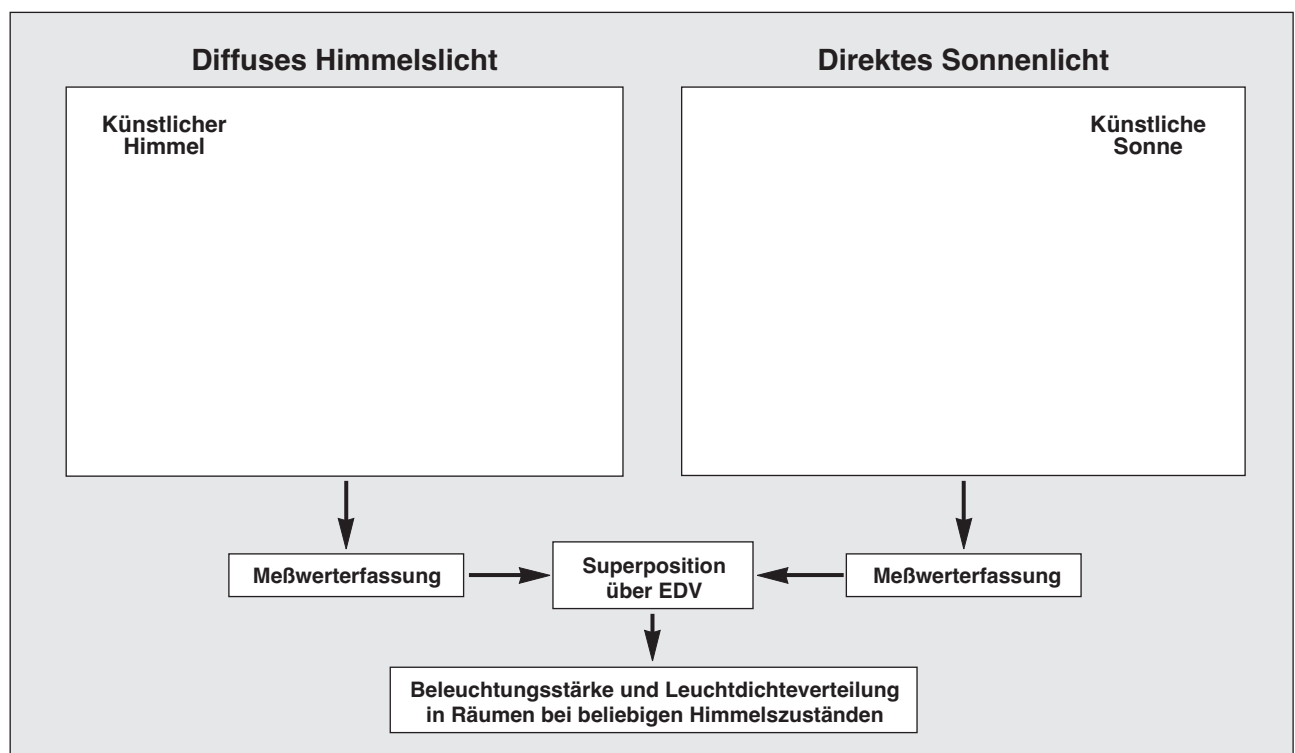 Diffuses Himmelslicht
Direktes Sonnenlicht
Künstlicher
Himmel
Künstliche
Sonne
Meßwerterfassung
Superposition
über EDV
Meßwerterfassung
Beleuchtungsstärke und Leuchtdichteverteilung
in Räumen bei beliebigen Himmelszuständen